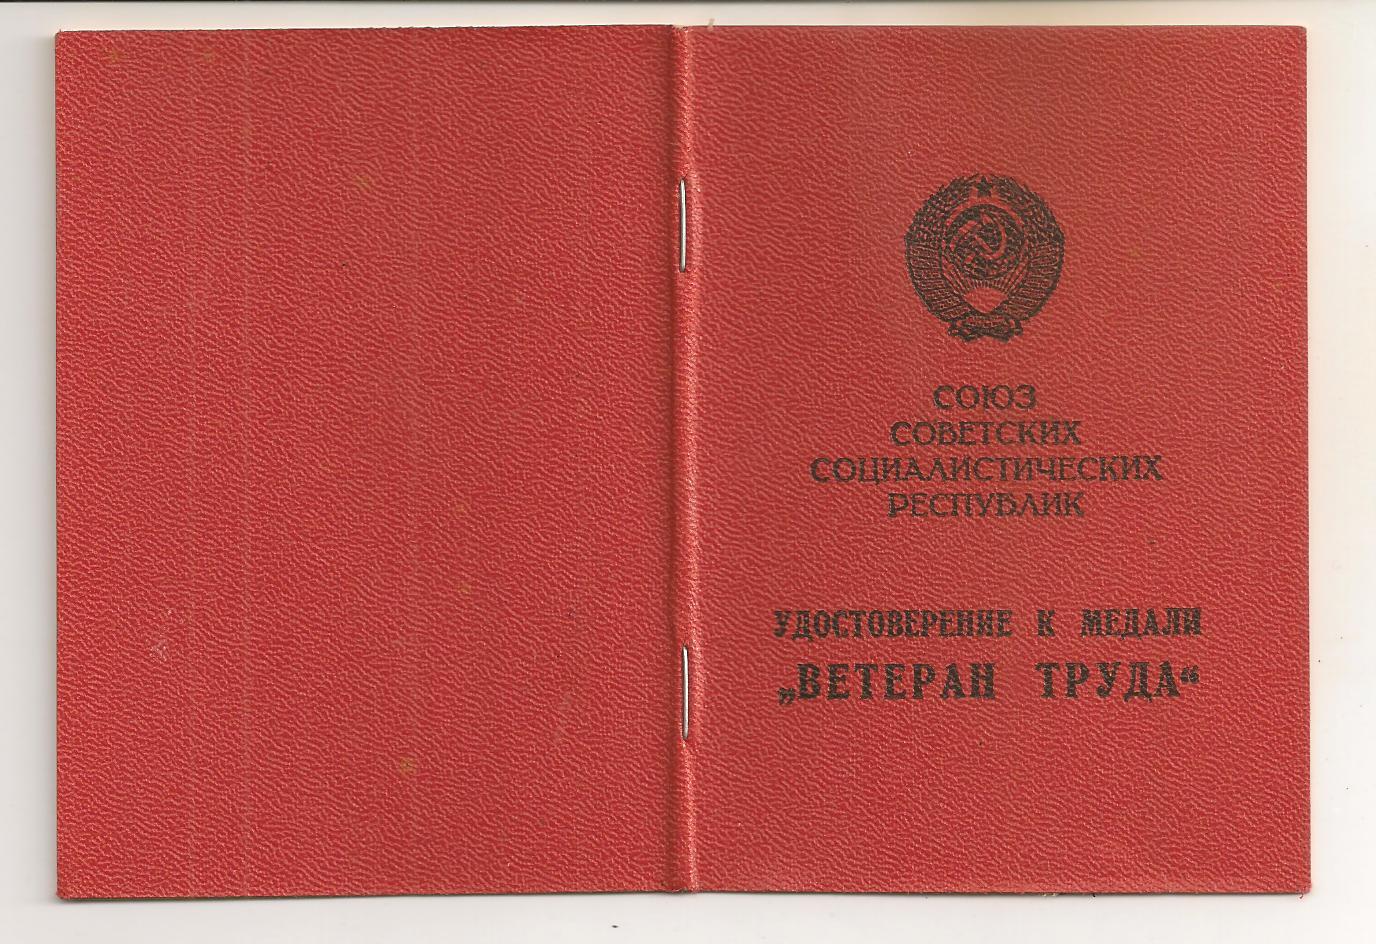 СОЮЗ
СОВЕТСКИХ
СОЦИАЛИСТИЧЕСКИХ
РЕСПУБЛИК
УДОСТОВЕРЕНИЕ К МЕДАЛИ
„ВЕТЕРАН ТРУДА“